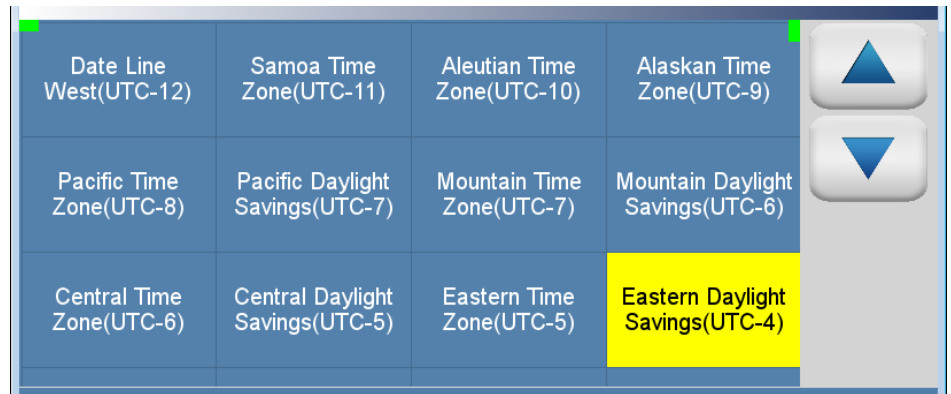 Date Line
West(UTC-12)
Samoa Time
Zone(UTC-11)
Aleutian Time
Zone(UTC-10)
Alaskan Time
Zone(UTC-9)
Pacific Time
Zone(UTC-8)
Pacific Daylight
Savings(UTC-7)
Mountain Time
Zone(UTC-7)
Mountain Daylight
Savings(UTC-6)
Central Time
Zone(UTC-6)
Central Daylight
Savings(UTC-5)
Eastern Time
Zone(UTC-5)
Eastern Daylight
Savings(UTC-4)